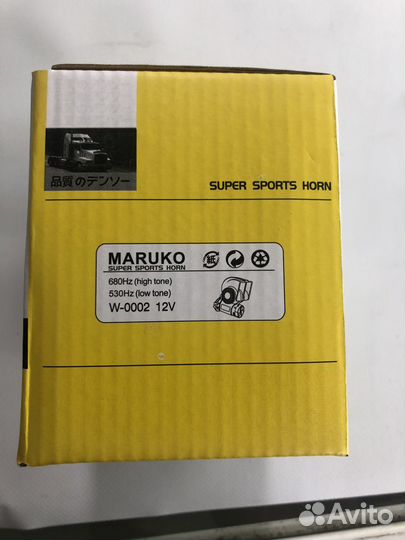 品質のデンソー
SUPER SPORTS HORN
MARUKO
SUPER SPORTS HORN
紙
680Hz (high tone)
530Hz (low tone)
W-0002 12V
Avito